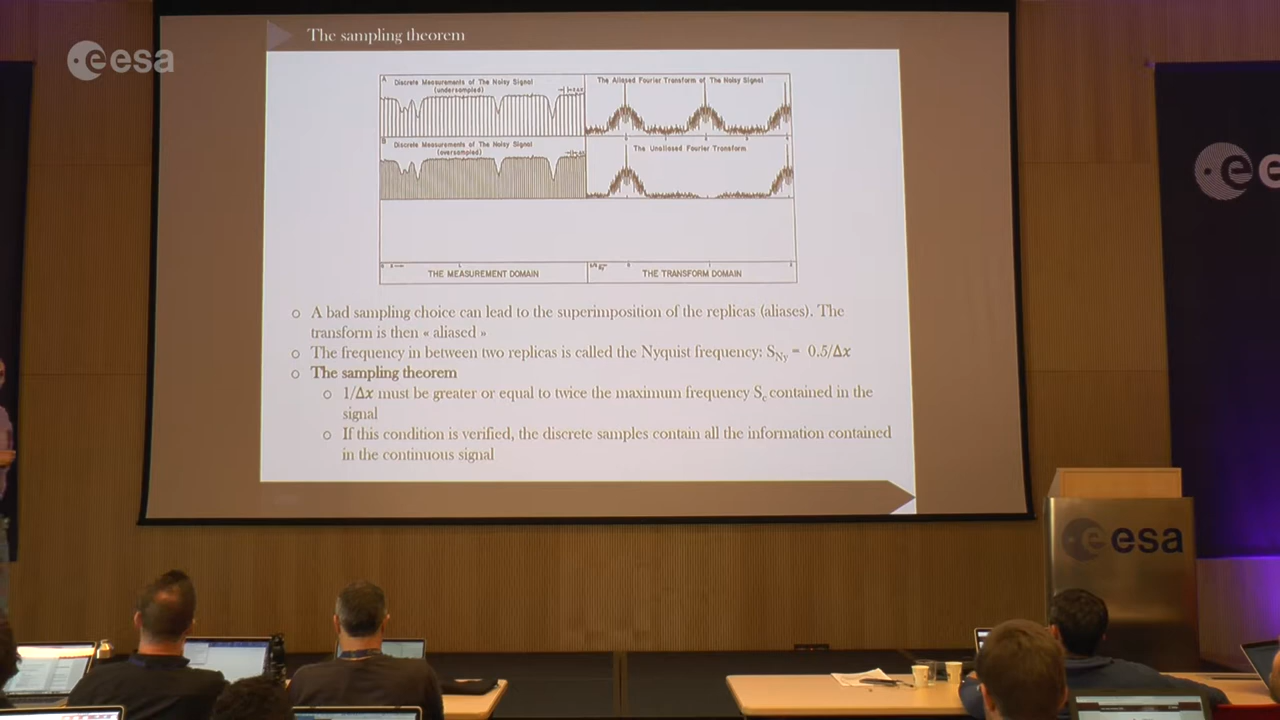 esa
The sampling theorem
A
Discrete Measurements of The Noisy Signal
(undersampled)
The Aliased Fourier Transform of The Noisy Signal
B
Discrete Measurements of The Noisy Signal
(oversampled)
The Unaliased Fourier Transform
THE MEASUREMENT DOMAIN
THE TRANSFORM DOMAIN
A bad sampling choice can lead to the superimposition of the replicas (aliases). The
transform is then « aliased »
The frequency in between two replicas is called the Nyquist frequency: S_Ny = 0.5/Δx
The sampling theorem
1/Δx must be greater or equal to twice the maximum frequency S_c contained in the
signal
If this condition is verified, the discrete samples contain all the information contained
in the continuous signal
esa